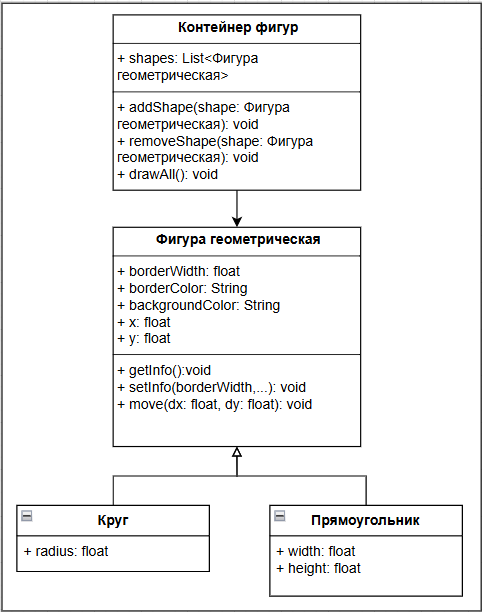 Контейнер фигур
+ shapes: List<Фигура
геометрическая>
+ addShape(shape: Фигура
геометрическая): void
+ removeShape(shape: Фигура
геометрическая): void
+ drawAll(): void
Фигура геометрическая
+ borderWidth: float
+ borderColor: String
+ backgroundColor: String
+ x: float
+ y: float
+ getInfo():void
+ setInfo(borderWidth,...): void
+ move(dx: float, dy: float): void
Круг
+ radius: float
Прямоугольник
+ width: float
+ height: float